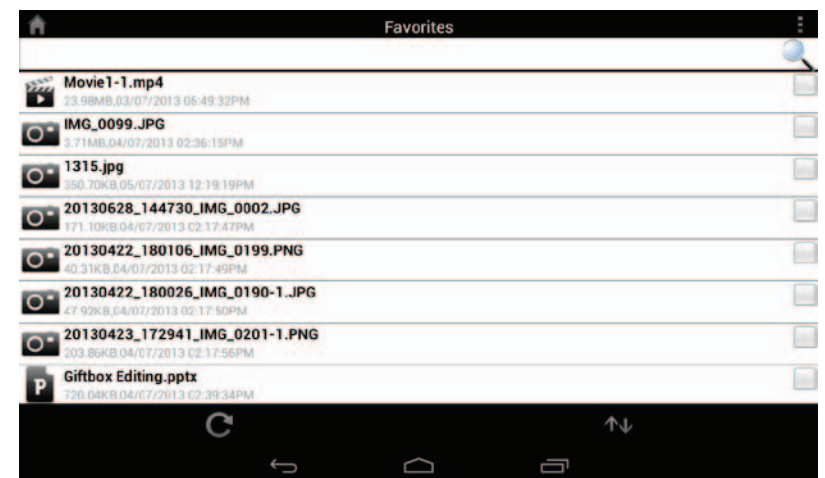 Favorites
Movie1-1.mp4
23.98MB,03/07/2013 05:49:32PM
IMG_0099.JPG
3.71MB,04/07/2013 02:36:15PM
1315.jpg
350.70KB,05/07/2013 12:19:19PM
20130628_144730_IMG_0002.JPG
171.10KB,04/07/2013 02:17:47PM
20130422_180106_IMG_0199.PNG
40.31KB,04/07/2013 02:17:49PM
20130422_180026_IMG_0190-1.JPG
47.92KB,04/07/2013 02:17:50PM
20130423_172941_IMG_0201-1.PNG
203.86KB,04/07/2013 02:17:56PM
P
Giftbox Editing.pptx
720.04KB,04/07/2013 02:39:34PM